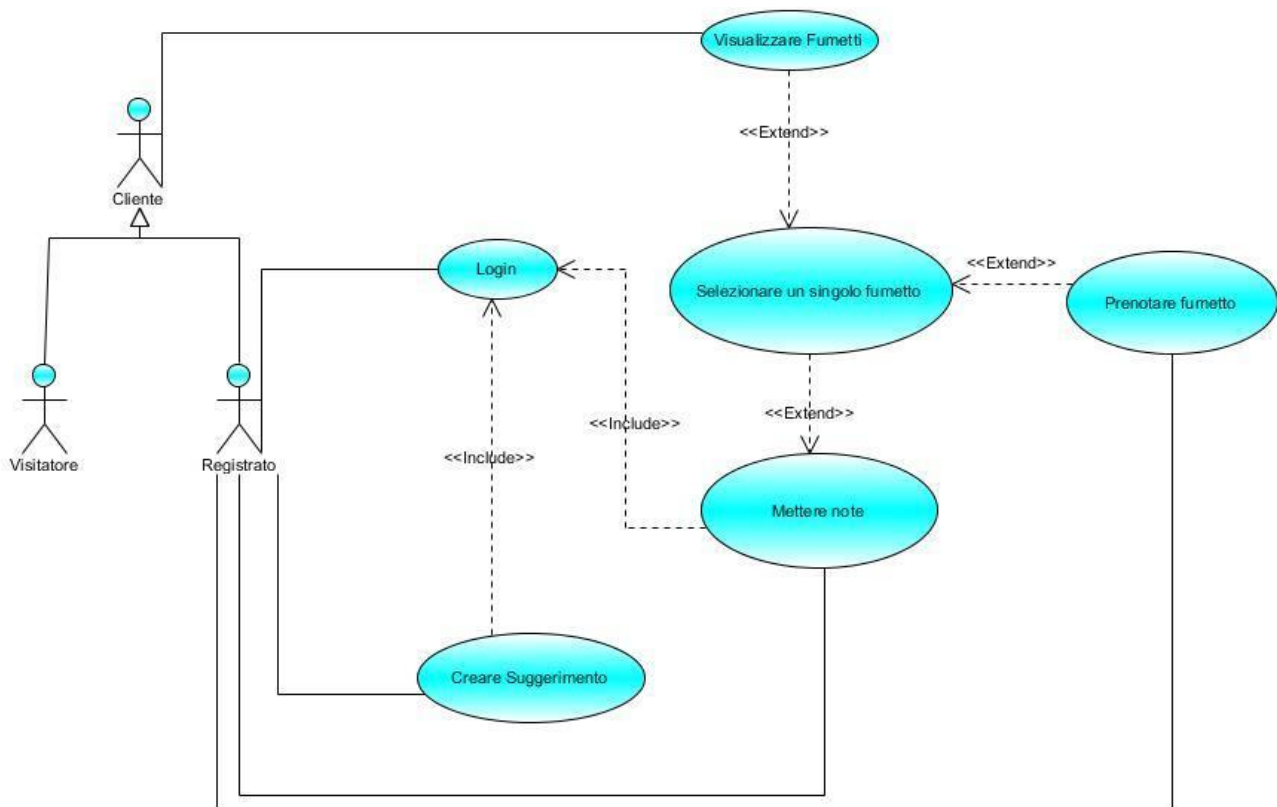 Visualizzare Fumetti
<<Extend>>
Cliente
Login
Selezionare un singolo fumetto
<<Extend>>
Prenotare fumetto
Visitatore
Registrato
<<Include>>
<<Include>>
<<Extend>>
Mettere note
Creare Suggerimento